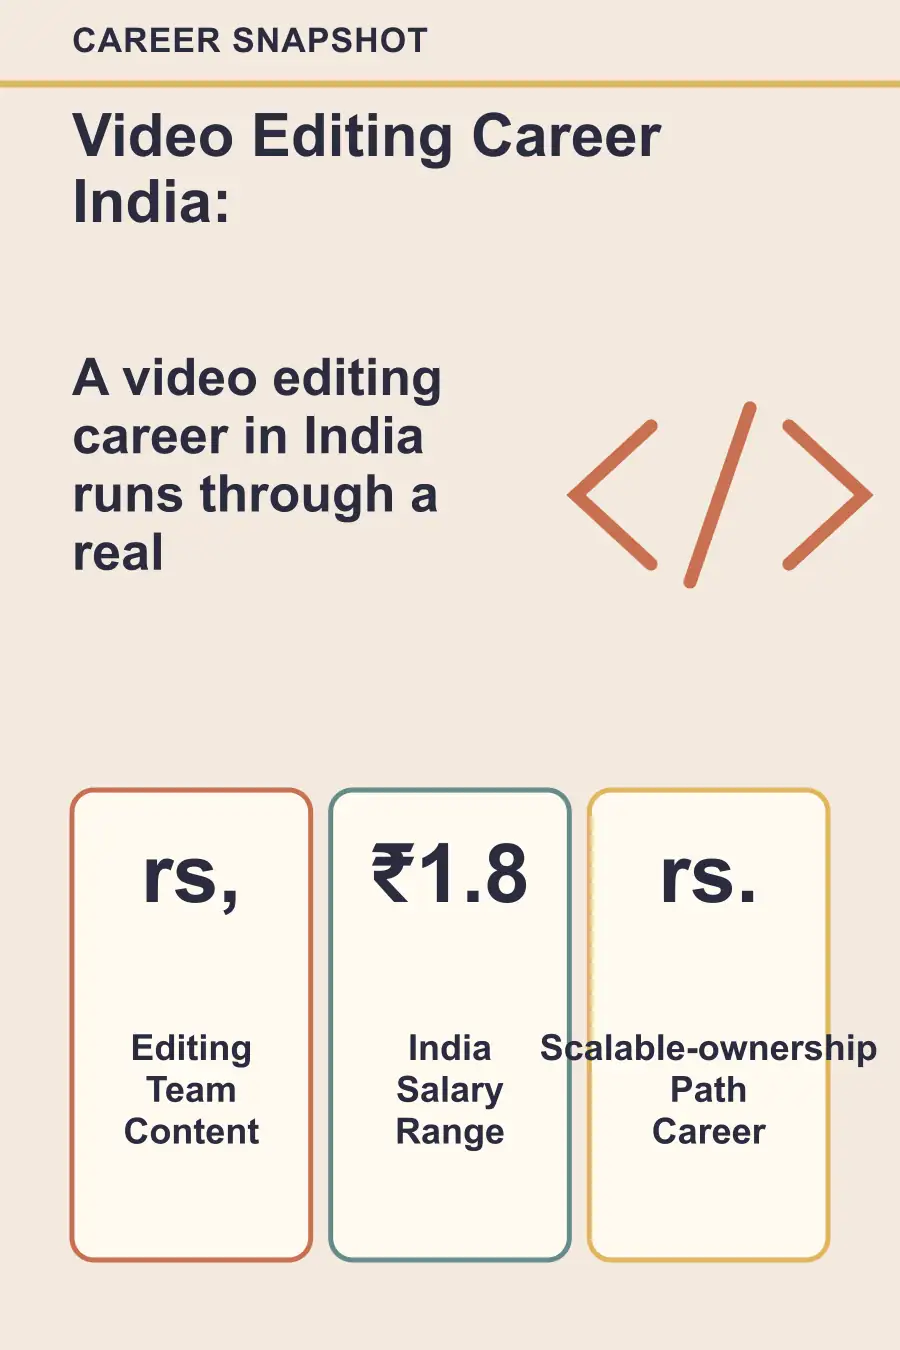 CAREER SNAPSHOT
Video Editing Career
India:
A video editing
career in India
runs through a
real
rs,
Editing
Team
Content
₹1.8
India
Salary
Range
rs.
Scalable-ownership
Path
Career